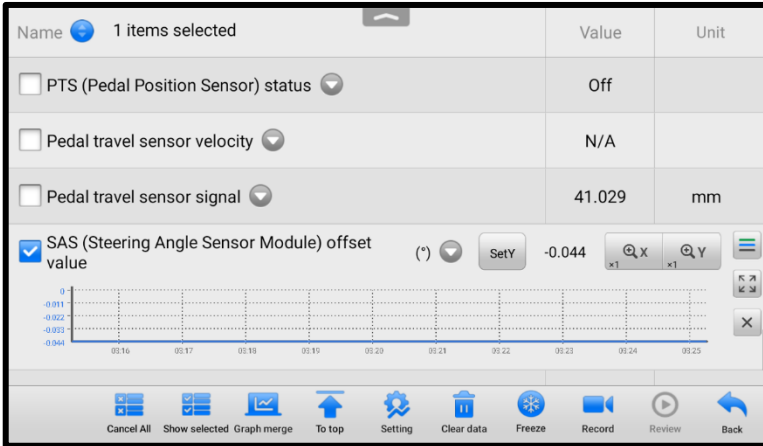 Name 1 items selected Value Unit
PTS (Pedal Position Sensor) status Off
Pedal travel sensor velocity N/A
Pedal travel sensor signal 41.029 mm
SAS (Steering Angle Sensor Module) offset
value (°) SetY -0.044 X ×1 Y ×1
0
-0.011
-0.022
-0.033
-0.044
03:16 03:17 03:18 03:19 03:20 03:21 03:22 03:23 03:24 03:25
Cancel All Show selected Graph merge To top Setting Clear data Freeze Record Review Back